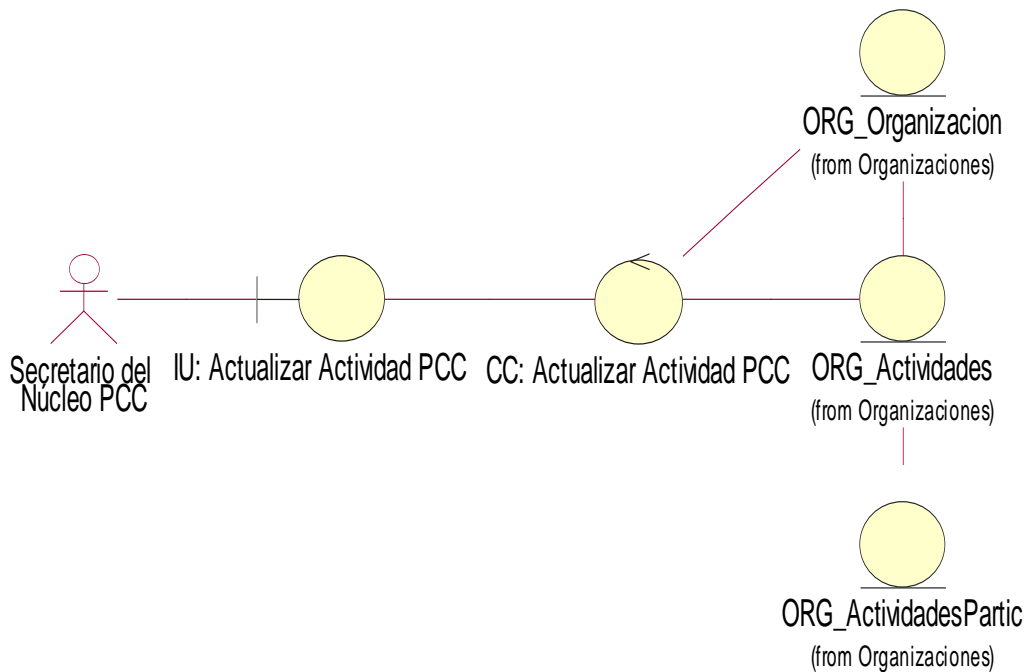 ORG_Organizacion
(from Organizaciones)
Secretario del
Núcleo PCC
IU: Actualizar Actividad PCC
CC: Actualizar Actividad PCC
ORG_Actividades
(from Organizaciones)
ORG_ActividadesPartic
(from Organizaciones)